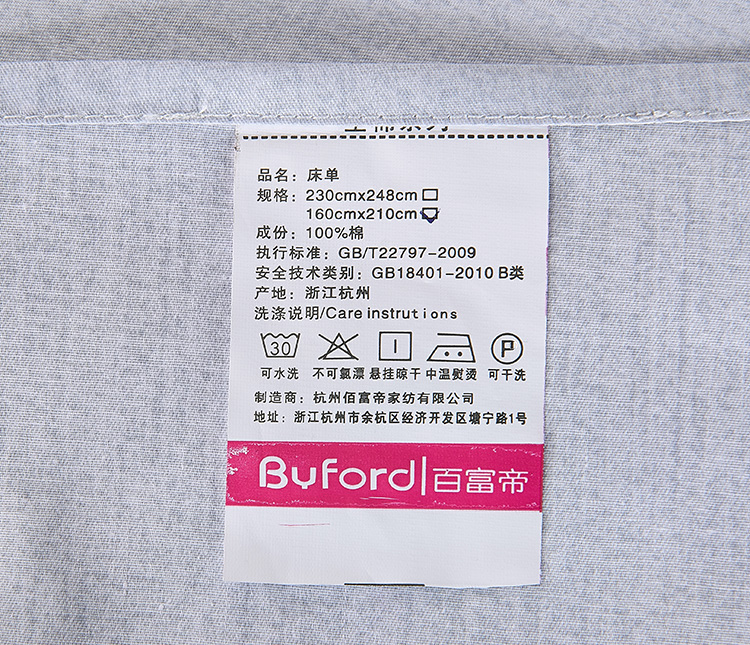 品名：床单
规格：230cmx248cm
160cmx210cm
成份：100%棉
执行标准：GB/T22797-2009
安全技术类别：GB18401-2010 B类
产地：浙江杭州
洗涤说明/Care instrutions
30 P
可水洗 不可氯漂 悬挂晾干 中温熨烫 可干洗
制造商：杭州佰富帝家纺有限公司
地址：浙江杭州市余杭区经济开发区塘宁路1号
Byford 百富帝